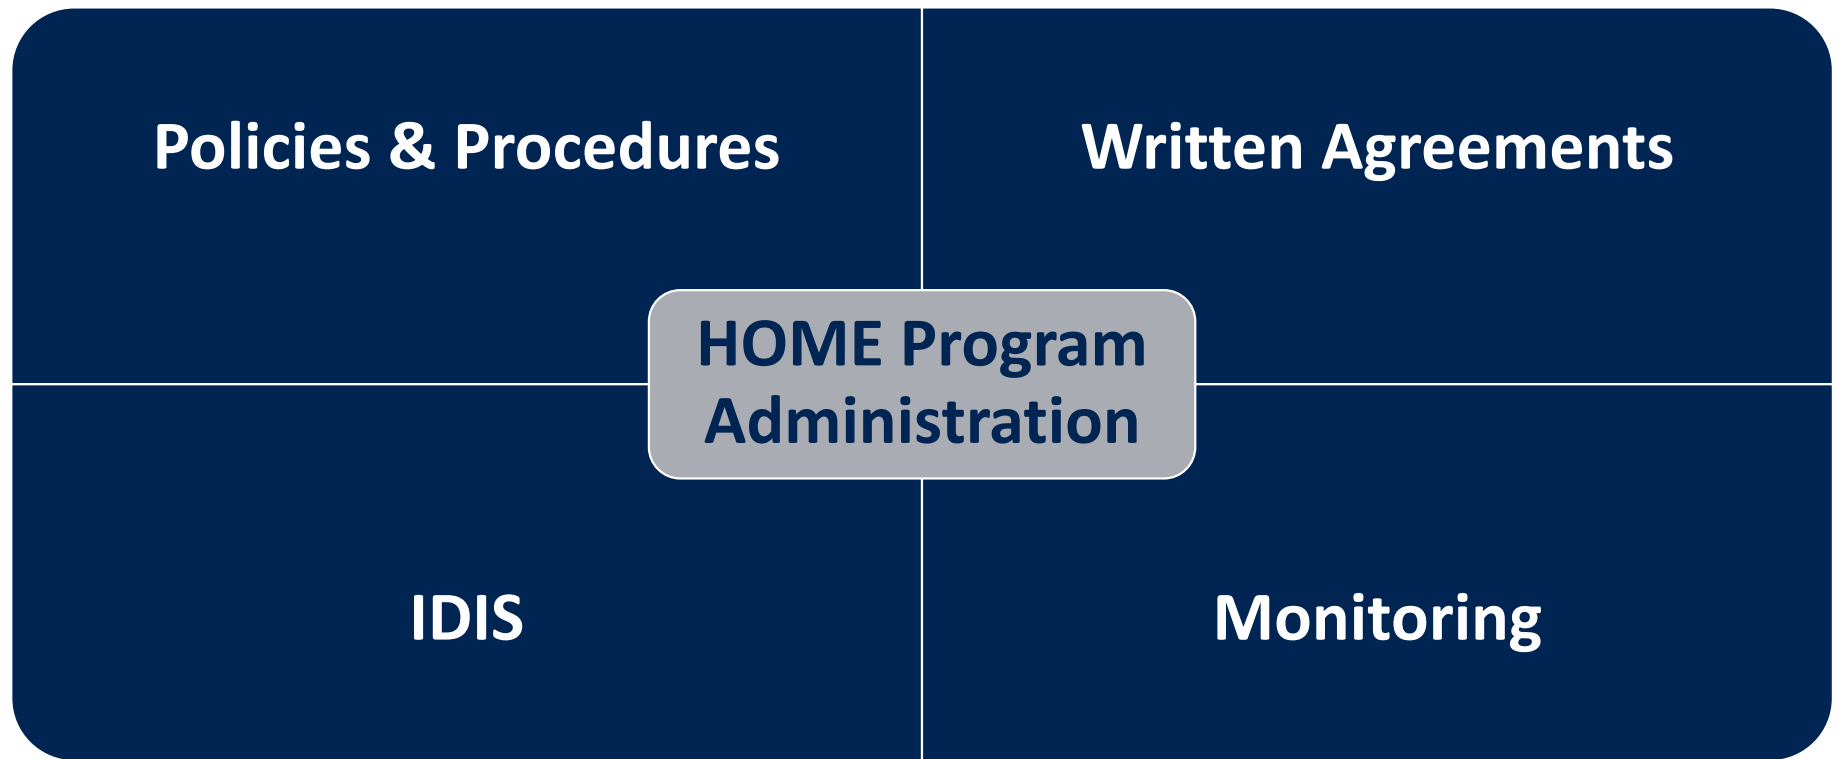 Policies & Procedures
Written Agreements
HOME Program
Administration
IDIS
Monitoring